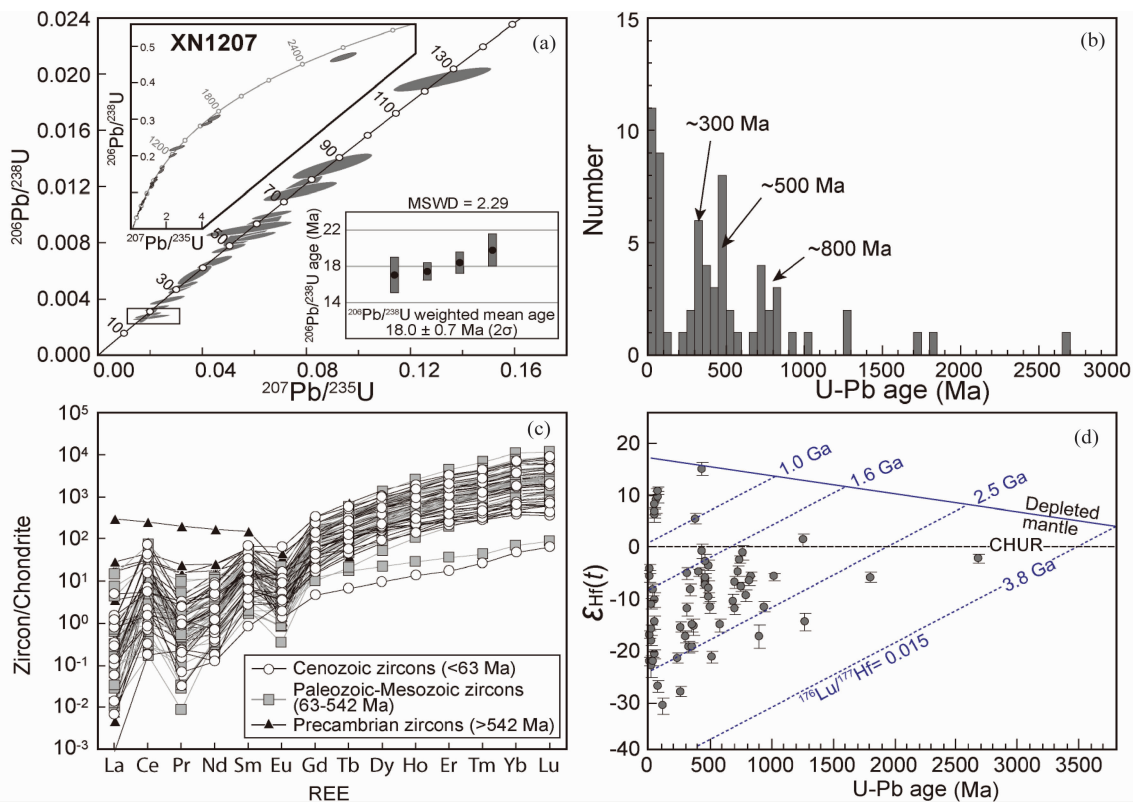 (a)
XN1207
0.024
0.020
0.016
0.012
0.008
0.004
0.000
0.00
0.04
0.08
0.12
0.16
²⁰⁶Pb/²³⁸U
²⁰⁷Pb/²³⁵U
10
30
50
70
90
110
130
0.5
0.4
0.3
0.2
2
4
1200
1800
2400
²⁰⁶Pb/²³⁸U
²⁰⁷Pb/²³⁵U
MSWD = 2.29
22
18
14
²⁰⁶Pb/²³⁸U age (Ma)
²⁰⁶Pb/²³⁸U weighted mean age
18.0 ± 0.7 Ma (2σ)
(b)
15
10
5
0
Number
~300 Ma
~500 Ma
~800 Ma
0
500
1000
1500
2000
2500
3000
U-Pb age (Ma)
(c)
10⁵
10⁴
10³
10²
10¹
10⁰
10⁻¹
10⁻²
10⁻³
Zircon/Chondrite
Cenozoic zircons (<63 Ma)
Paleozoic-Mesozoic zircons
(63-542 Ma)
Precambrian zircons (>542 Ma)
La Ce Pr Nd Sm Eu Gd Tb Dy Ho Er Tm Yb Lu
REE
(d)
20
10
0
-10
-20
-30
-40
εHf(t)
1.0 Ga
1.6 Ga
2.5 Ga
3.8 Ga
Depleted
mantle
CHUR
¹⁷⁶Lu/¹⁷⁷Hf= 0.015
0
500
1000
1500
2000
2500
3000
3500
U-Pb age (Ma)